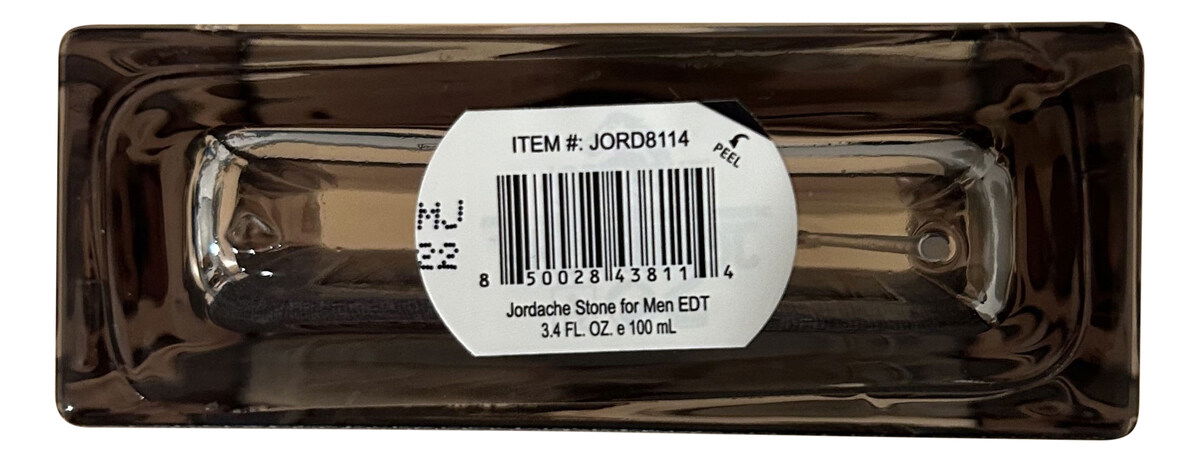 ITEM #: JORD8114
PEEL
MJ
22
8 50028 43811 4
Jordache Stone for Men EDT
3.4 FL. OZ. e 100 mL